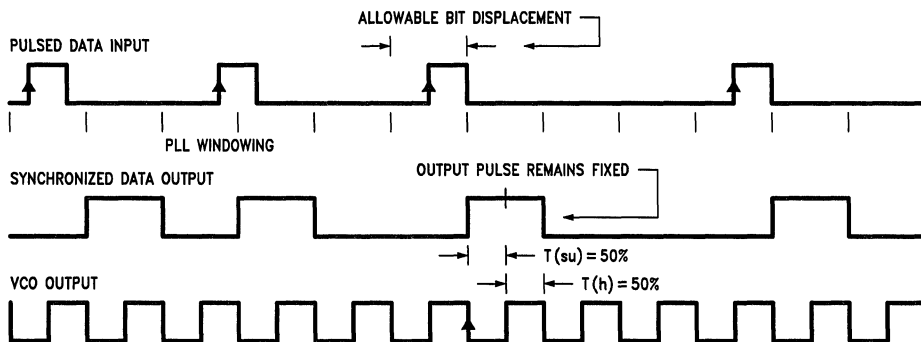 ALLOWABLE BIT DISPLACEMENT
PULSED DATA INPUT
PLL WINDOWING
SYNCHRONIZED DATA OUTPUT
OUTPUT PULSE REMAINS FIXED
T(su)=50%
VCO OUTPUT
T(h)=50%